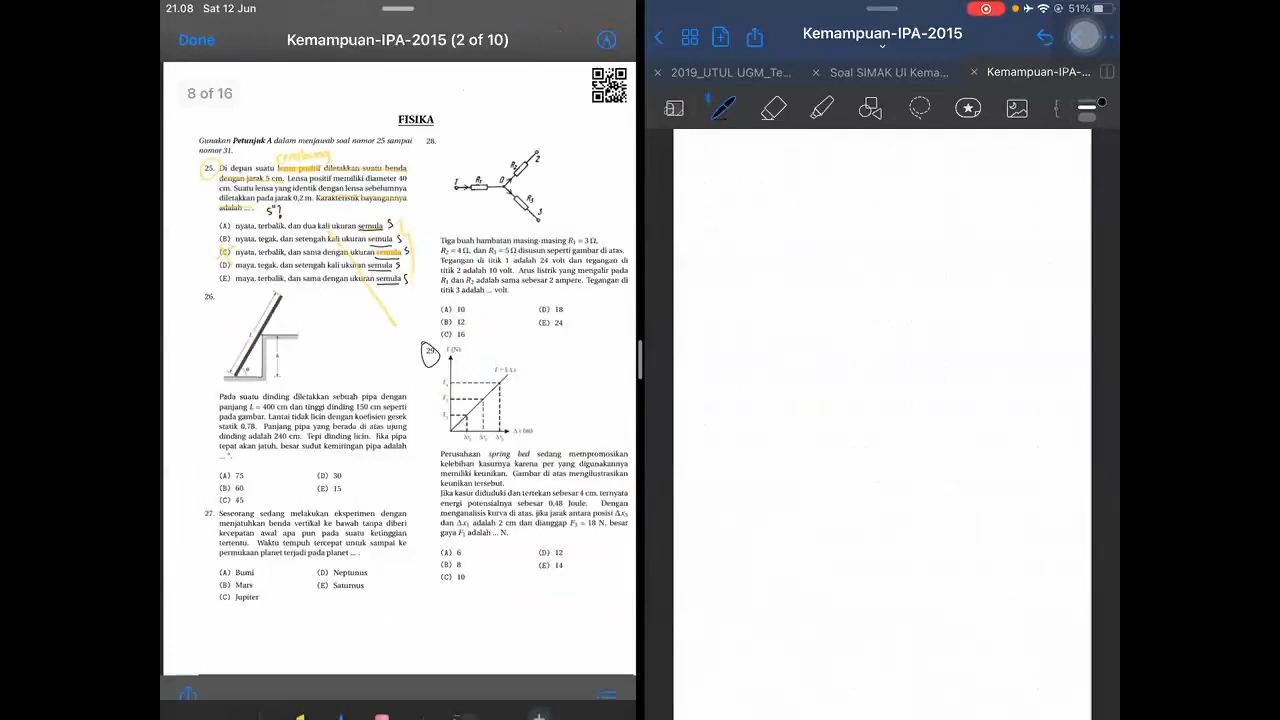 21.08 Sat 12 Jun
51%
Done
Kemampuan-IPA-2015 (2 of 10)
Kemampuan-IPA-2015
2019_UTUL UGM_Te...
Soal SIMAK UI Kema...
Kemampuan-IPA-...
8 of 16
FISIKA
Gunakan Petunjuk A dalam menjawab soal nomor 25 sampai
nomor 31.
cembung
25. Di depan suatu lensa positif diletakkan suatu benda
dengan jarak 5 cm. Lensa positif memiliki diameter 40
cm. Suatu lensa yang identik dengan lensa sebelumnya
diletakkan pada jarak 0,2 m. Karakteristik bayangannya
adalah ... .
(A) nyata, terbalik, dan dua kali ukuran semula S
(B) nyata, tegak, dan setengah kali ukuran semula S
(C) nyata, terbalik, dan sama dengan ukuran semula S
(D) maya, tegak, dan setengah kali ukuran semula S
(E) maya, terbalik, dan sama dengan ukuran semula S
26.
L
θ
h
Pada suatu dinding diletakkan sebuah pipa dengan
panjang L = 400 cm dan tinggi dinding 150 cm seperti
pada gambar. Lantai tidak licin dengan koefisien gesek
statik 0,78. Panjang pipa yang berada di atas ujung
dinding adalah 240 cm. Tepi dinding licin. Jika pipa
tepat akan jatuh, besar sudut kemiringan pipa adalah
... °.
(A) 75 (D) 30
(B) 60 (E) 15
(C) 45
27. Seseorang sedang melakukan eksperimen dengan
menjatuhkan benda vertikal ke bawah tanpa diberi
kecepatan awal apa pun pada suatu ketinggian
tertentu. Waktu tempuh tercepat untuk sampai ke
permukaan planet terjadi pada planet ... .
(A) Bumi (D) Neptunus
(B) Mars (E) Saturnus
(C) Jupiter
28.
1 R₁ 0 R₂ 2
R₃ 3
Tiga buah hambatan masing-masing R₁ = 3 Ω,
R₂ = 4 Ω, dan R₃ = 5 Ω disusun seperti gambar di atas.
Tegangan di titik 1 adalah 24 volt dan tegangan di
titik 2 adalah 10 volt. Arus listrik yang mengalir pada
R₁ dan R₂ adalah sama sebesar 2 ampere. Tegangan di
titik 3 adalah ... volt.
(A) 10 (D) 18
(B) 12 (E) 24
(C) 16
29.
F (N)
Perusahaan spring bed sedang mempromosikan
kelebihan kasurnya karena per yang digunakannya
memiliki keunikan. Gambar di atas mengilustrasikan
keunikan tersebut.
Jika kasur diduduki dan tertekan sebesar 4 cm, ternyata
energi potensialnya sebesar 0,48 Joule. Dengan
menganalisis kurva di atas, jika jarak antara posisi Δx₃
dan Δx₁ adalah 2 cm dan dianggap F₃ = 18 N, besar
gaya F₁ adalah ... N.
(A) 6 (D) 12
(B) 8 (E) 14
(C) 10